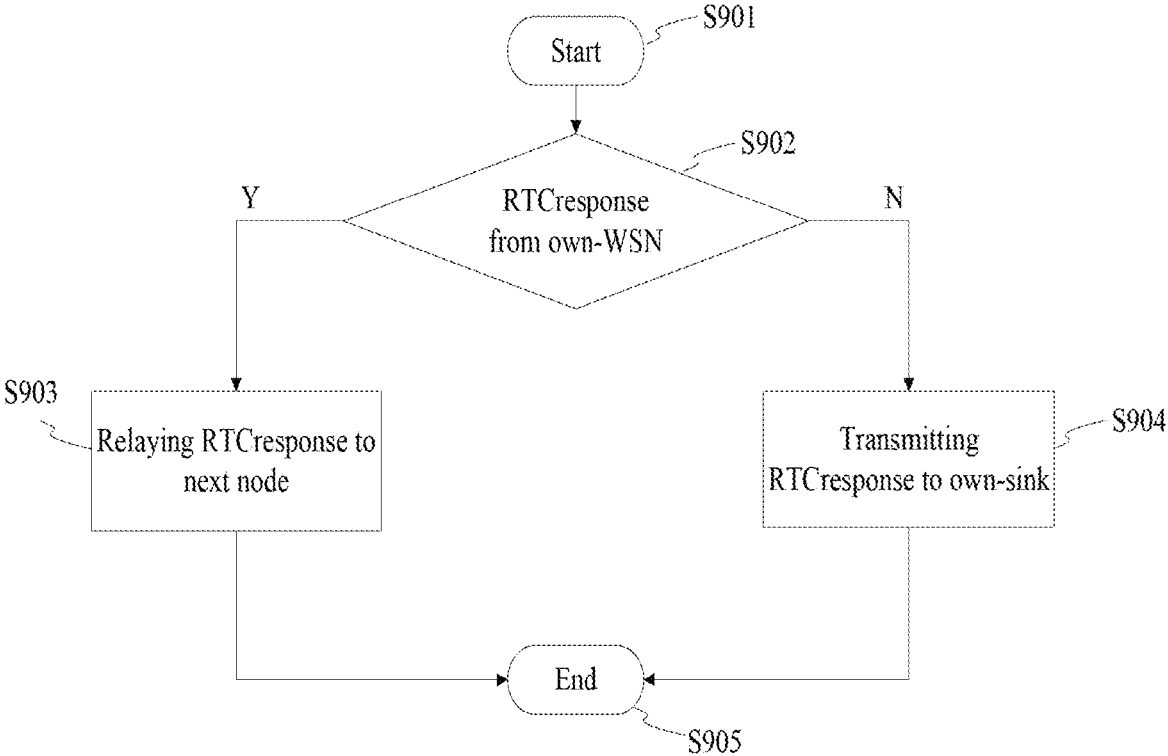 S901
Start
S902
Y
N
RTCresponse
from own-WSN
S903
Relaying RTCresponse to
next node
S904
Transmitting
RTCresponse to own-sink
End
S905